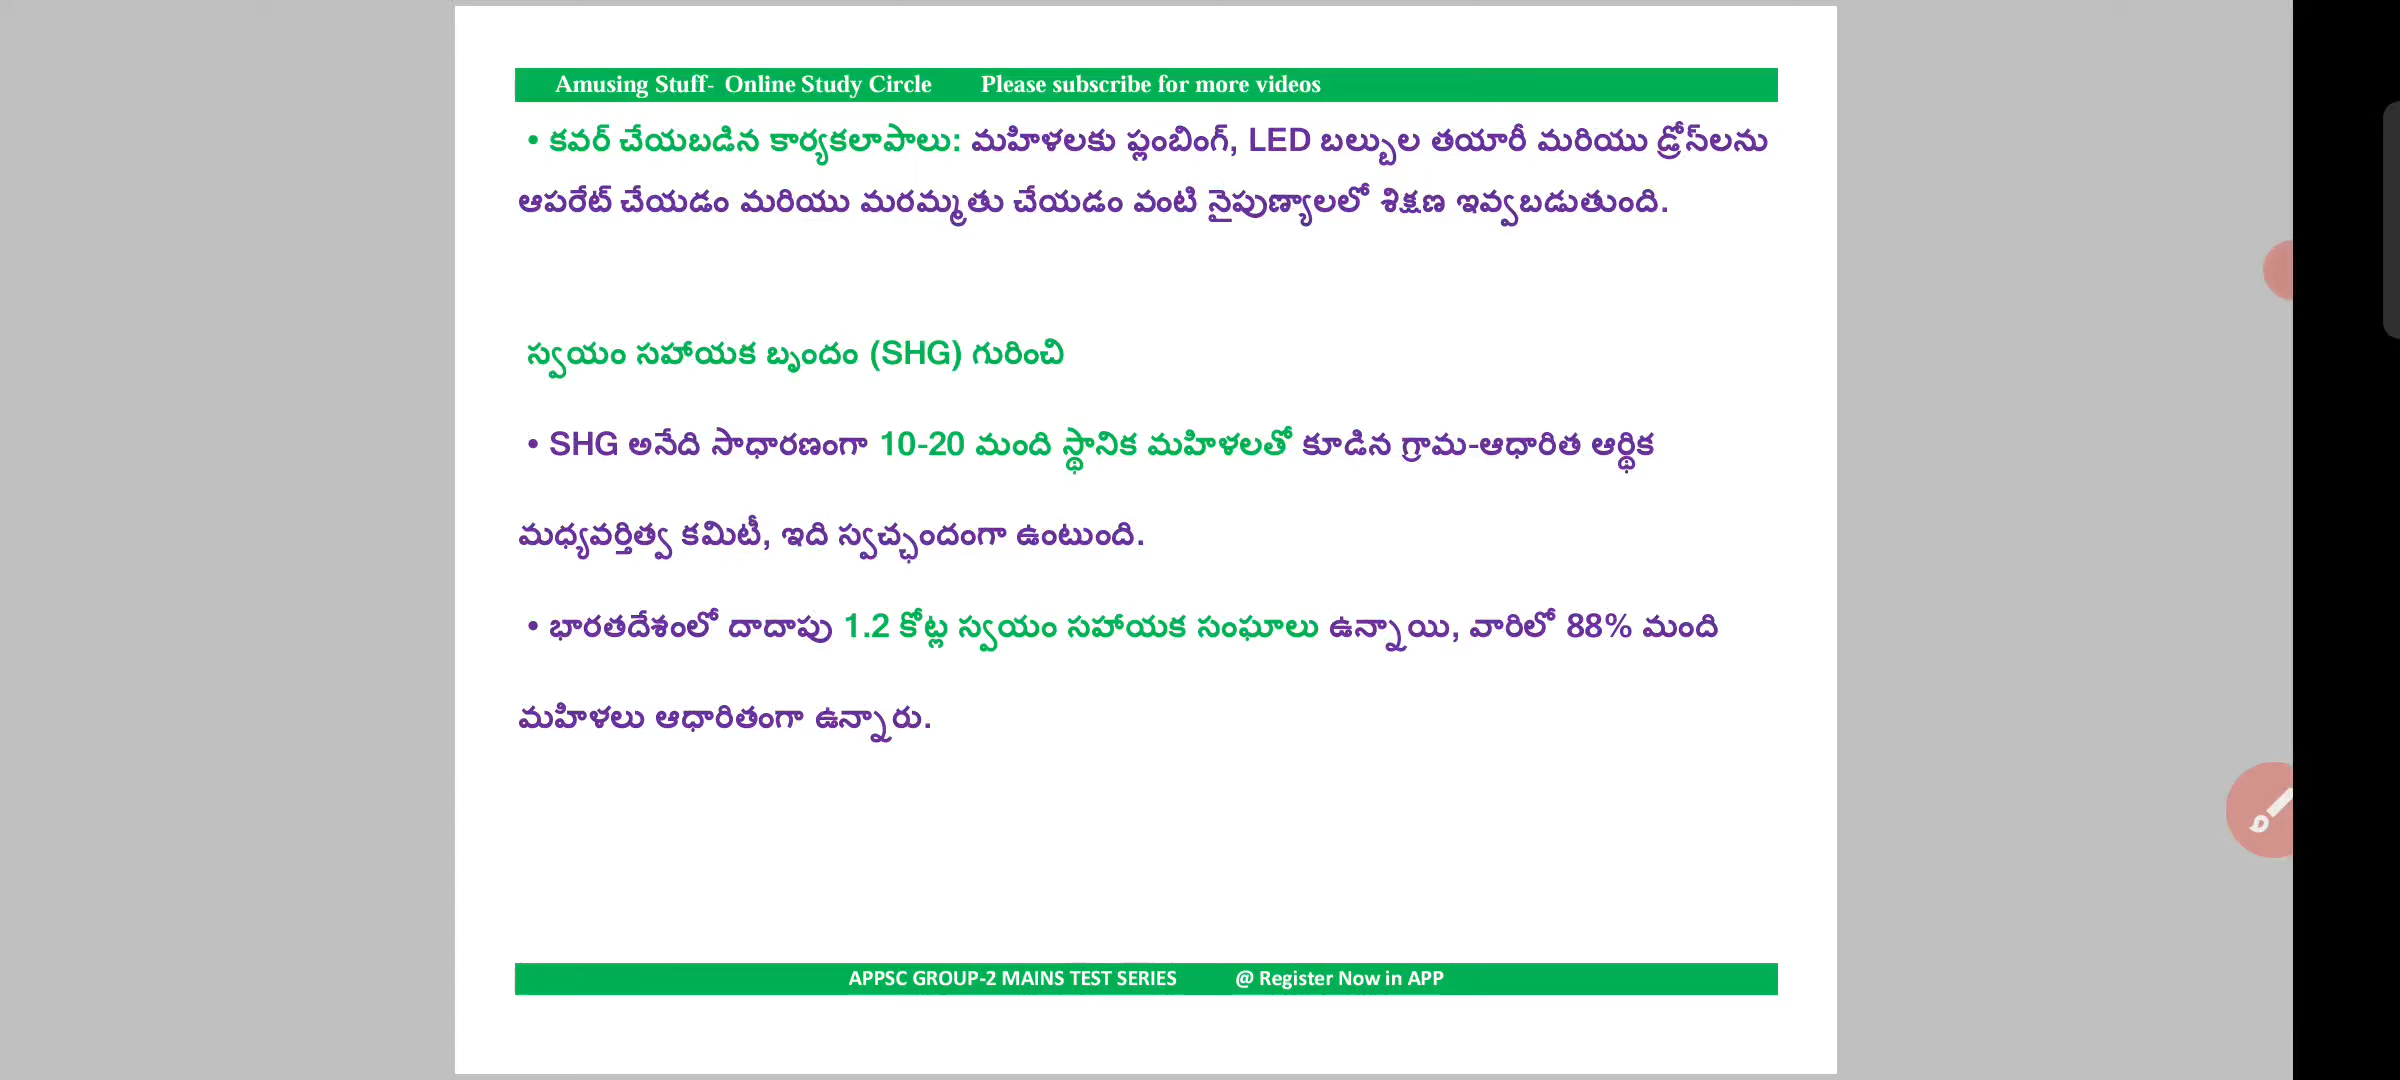 Amusing Stuff- Online Study Circle Please subscribe for more videos
• కవర్ చేయబడిన కార్యకలాపాలు: మహిళలకు ప్లంబింగ్, LED బల్బుల తయారీ మరియు డ్రోన్‌లను
ఆపరేట్ చేయడం మరియు మరమ్మతు చేయడం వంటి నైపుణ్యాలలో శిక్షణ ఇవ్వబడుతుంది.
స్వయం సహాయక బృందం (SHG) గురించి
• SHG అనేది సాధారణంగా 10-20 మంది స్థానిక మహిళలతో కూడిన గ్రామ-ఆధారిత ఆర్థిక
మధ్యవర్తిత్వ కమిటీ, ఇది స్వచ్ఛందంగా ఉంటుంది.
• భారతదేశంలో దాదాపు 1.2 కోట్ల స్వయం సహాయక సంఘాలు ఉన్నాయి, వారిలో 88% మంది
మహిళలు ఆధారితంగా ఉన్నారు.
APPSC GROUP-2 MAINS TEST SERIES @ Register Now in APP